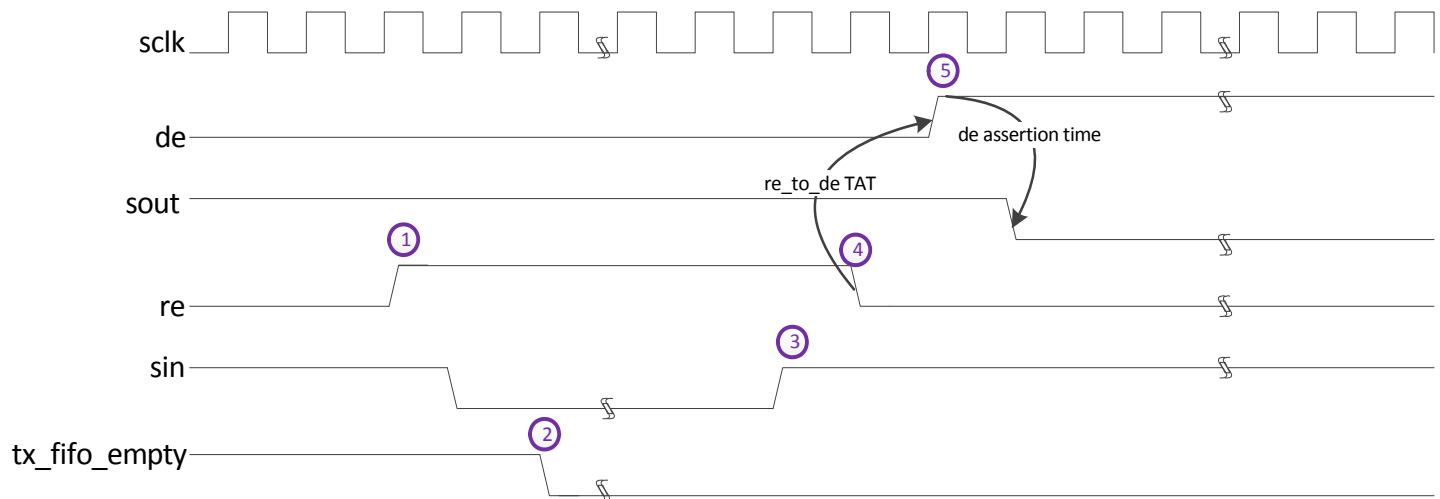 sclk
5
de
de assertion time
re_to_de TAT
sout
1
4
re
3
sin
2
tx_fifo_empty